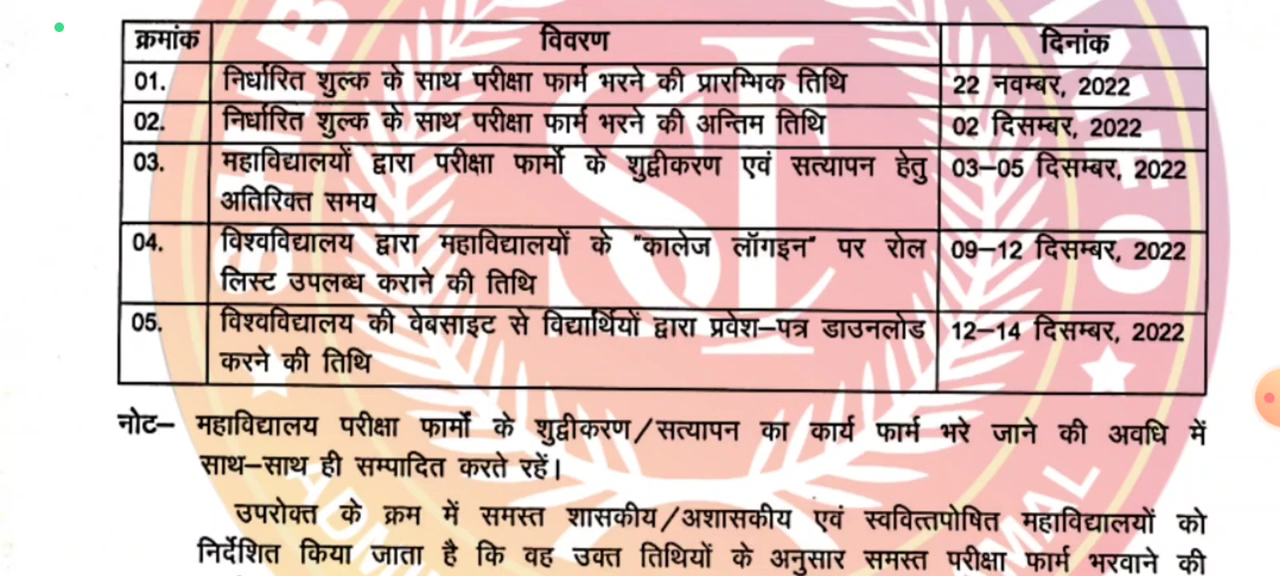 क्रमांक विवरण दिनांक
01. निर्धारित शुल्क के साथ परीक्षा फार्म भरने की प्रारम्भिक तिथि 22 नवम्बर, 2022
02. निर्धारित शुल्क के साथ परीक्षा फार्म भरने की अन्तिम तिथि 02 दिसम्बर, 2022
03. महाविद्यालयों द्वारा परीक्षा फार्मो के शुद्वीकरण एवं सत्यापन हेतु 03–05 दिसम्बर, 2022
अतिरिक्त समय
04. विश्वविद्यालय द्वारा महाविद्यालयों के "कालेज लॉगइन" पर रोल 09–12 दिसम्बर, 2022
लिस्ट उपलब्ध कराने की तिथि
05. विश्वविद्यालय की वेबसाइट से विद्यार्थियों द्वारा प्रवेश–पत्र डाउनलोड 12–14 दिसम्बर, 2022
करने की तिथि
नोट– महाविद्यालय परीक्षा फार्मो के शुद्वीकरण/सत्यापन का कार्य फार्म भरे जाने की अवधि में
साथ–साथ ही सम्पादित करते रहें।
उपरोक्त के क्रम में समस्त शासकीय/अशासकीय एवं स्ववित्तपोषित महाविद्यालयों को
निर्देशित किया जाता है कि वह उक्त तिथियों के अनुसार समस्त परीक्षा फार्म भरवाने की